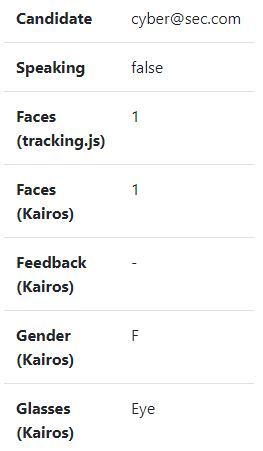 Candidate cyber@sec.com
Speaking false
Faces 1
(tracking.js)
Faces 1
(Kairos)
Feedback -
(Kairos)
Gender F
(Kairos)
Glasses Eye
(Kairos)